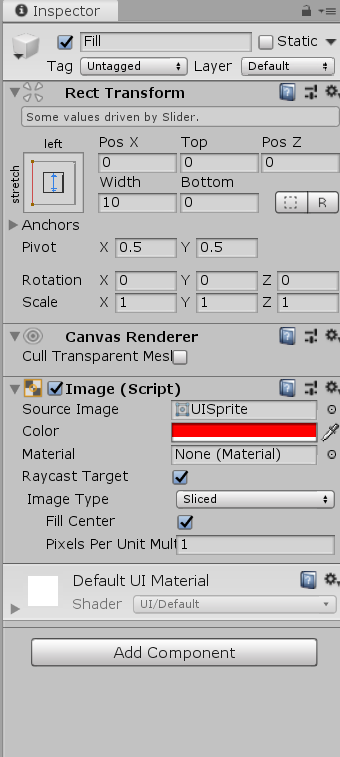 Inspector
Fill
Static
Tag Untagged Layer Default
Rect Transform
Some values driven by Slider.
left Pos X Top Pos Z
stretch 0 0 0
Width Bottom
10 0 R
Anchors
Pivot X 0.5 Y 0.5
Rotation X 0 Y 0 Z 0
Scale X 1 Y 1 Z 1
Canvas Renderer
Cull Transparent Mesl
Image (Script)
Source Image UISprite
Color
Material None (Material)
Raycast Target
Image Type Sliced
Fill Center
Pixels Per Unit Mult 1
Default UI Material
Shader UI/Default
Add Component